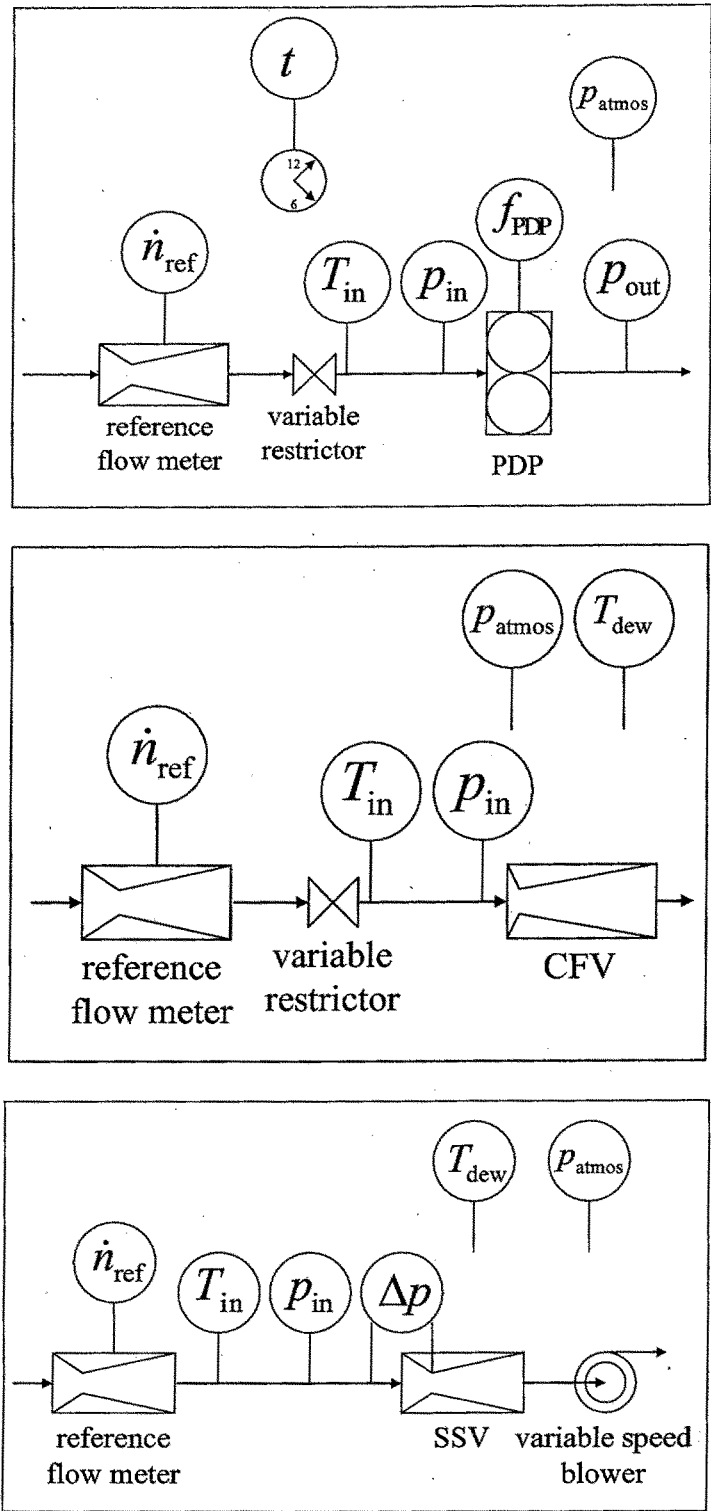 t
p_atmos
12
6
f_PDP
ṅ_ref
T_in
p_in
p_out
reference
flow meter
variable
restrictor
PDP
p_atmos
T_dew
ṅ_ref
T_in
p_in
reference
flow meter
variable
restrictor
CFV
T_dew
p_atmos
ṅ_ref
T_in
p_in
Δp
reference
flow meter
SSV
variable speed
blower